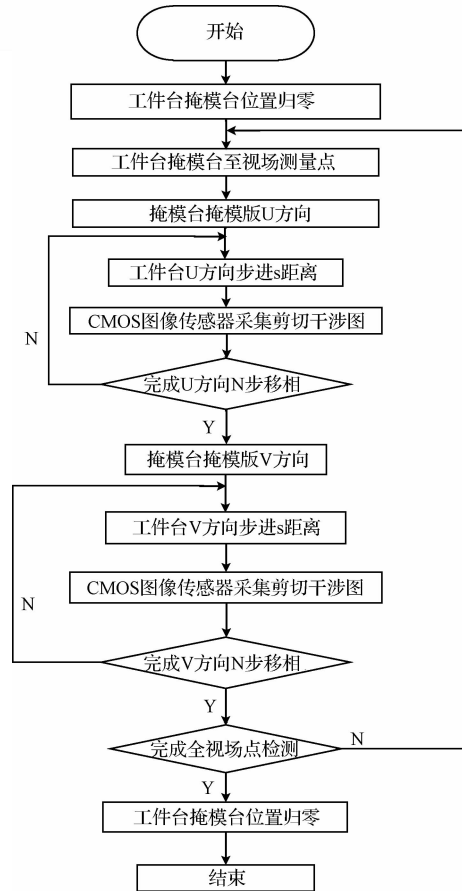 开始
工件台掩模台位置归零
工件台掩模台至视场测量点
掩模台掩模版U方向
工件台U方向步进s距离
CMOS图像传感器采集剪切干涉图
N
完成U方向N步移相
Y
掩模台掩模版V方向
工件台V方向步进s距离
CMOS图像传感器采集剪切干涉图
N
完成V方向N步移相
Y
完成全视场点检测
N
Y
工件台掩模台位置归零
结束